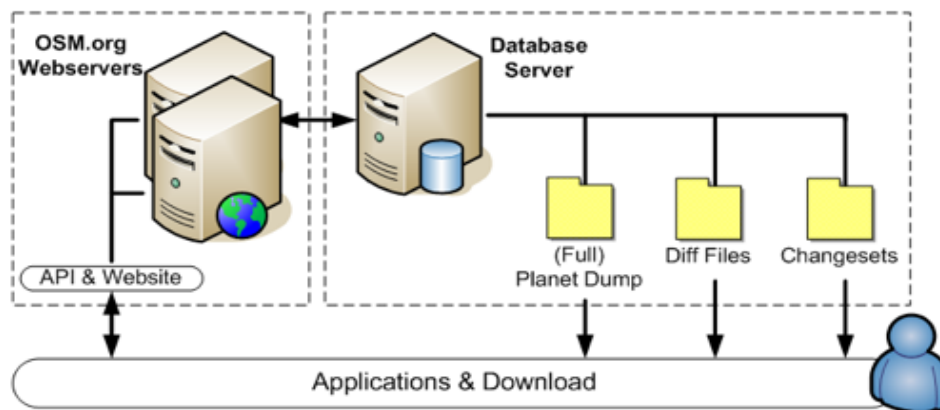 OSM.org
Webservers
Database
Server
API & Website
(Full)
Planet Dump
Diff Files
Changesets
Applications & Download